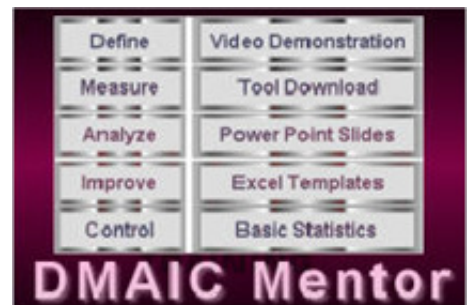 Define Video Demonstration
Measure Tool Download
Analyze Power Point Slides
Improve Excel Templates
Control Basic Statistics
DMAIC Mentor